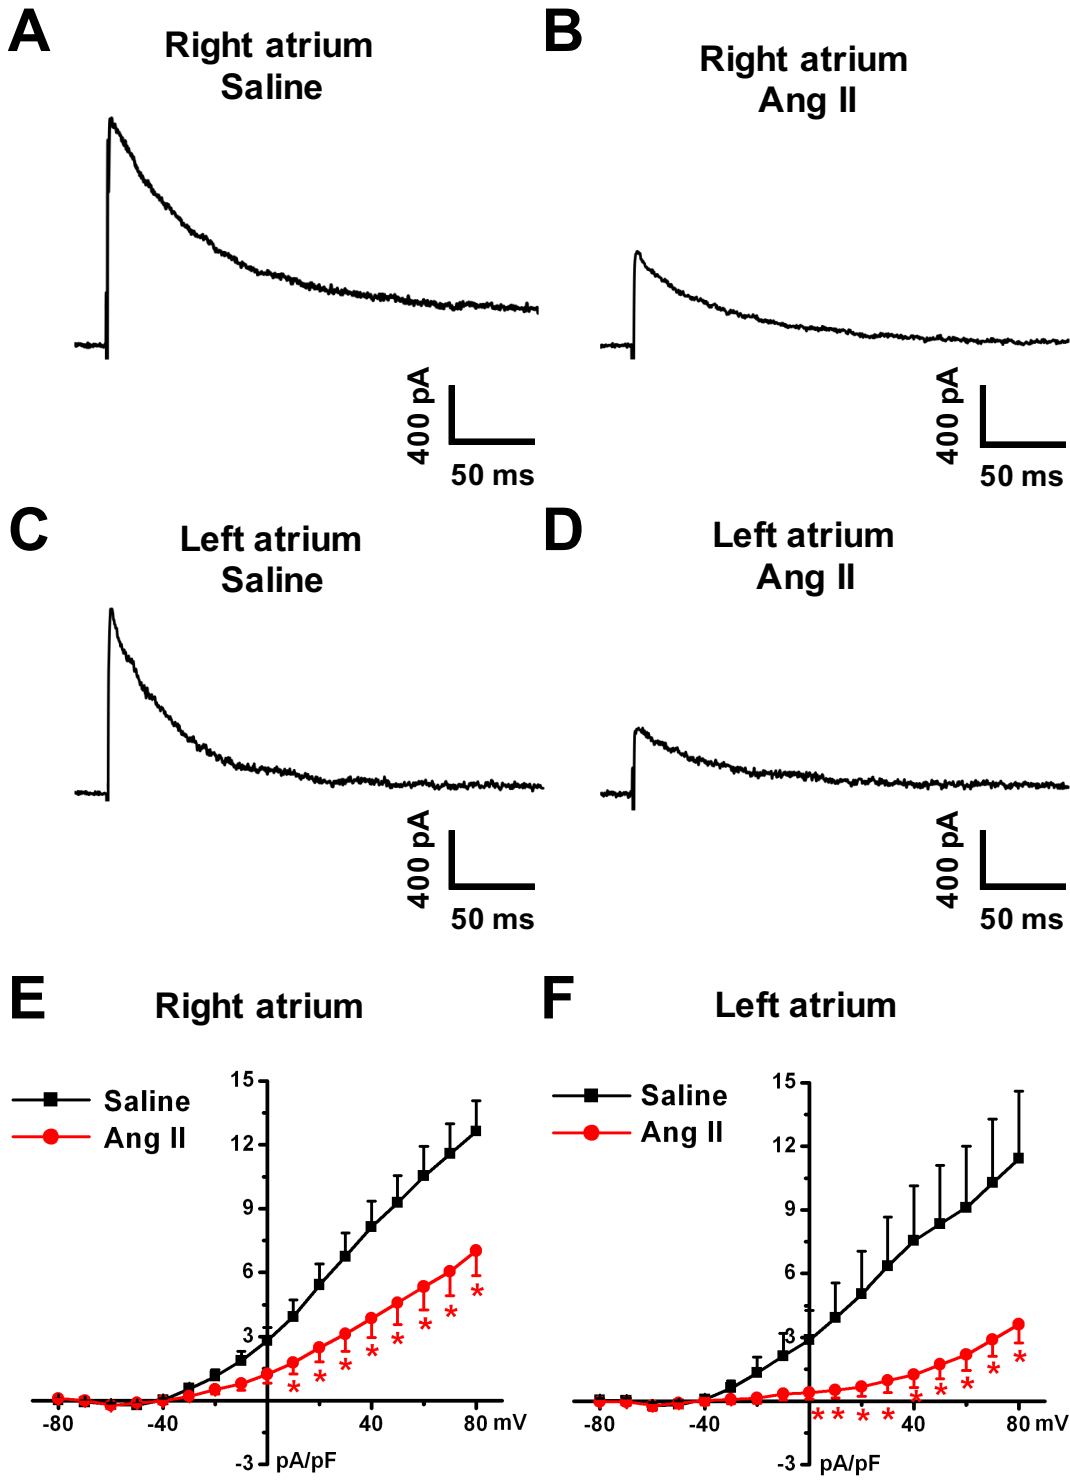 A
Right atrium
Saline
B
Right atrium
Ang II
400 pA
50 ms
400 pA
50 ms
C
Left atrium
Saline
D
Left atrium
Ang II
400 pA
50 ms
400 pA
50 ms
E
Right atrium
Saline
Ang II
15
12
9
6
3
-3
-80
-40
40
80 mV
pA/pF
* * * * * * * *
F
Left atrium
Saline
Ang II
15
12
9
6
3
-3
-80
-40
40
80 mV
pA/pF
* * * * * * * * *